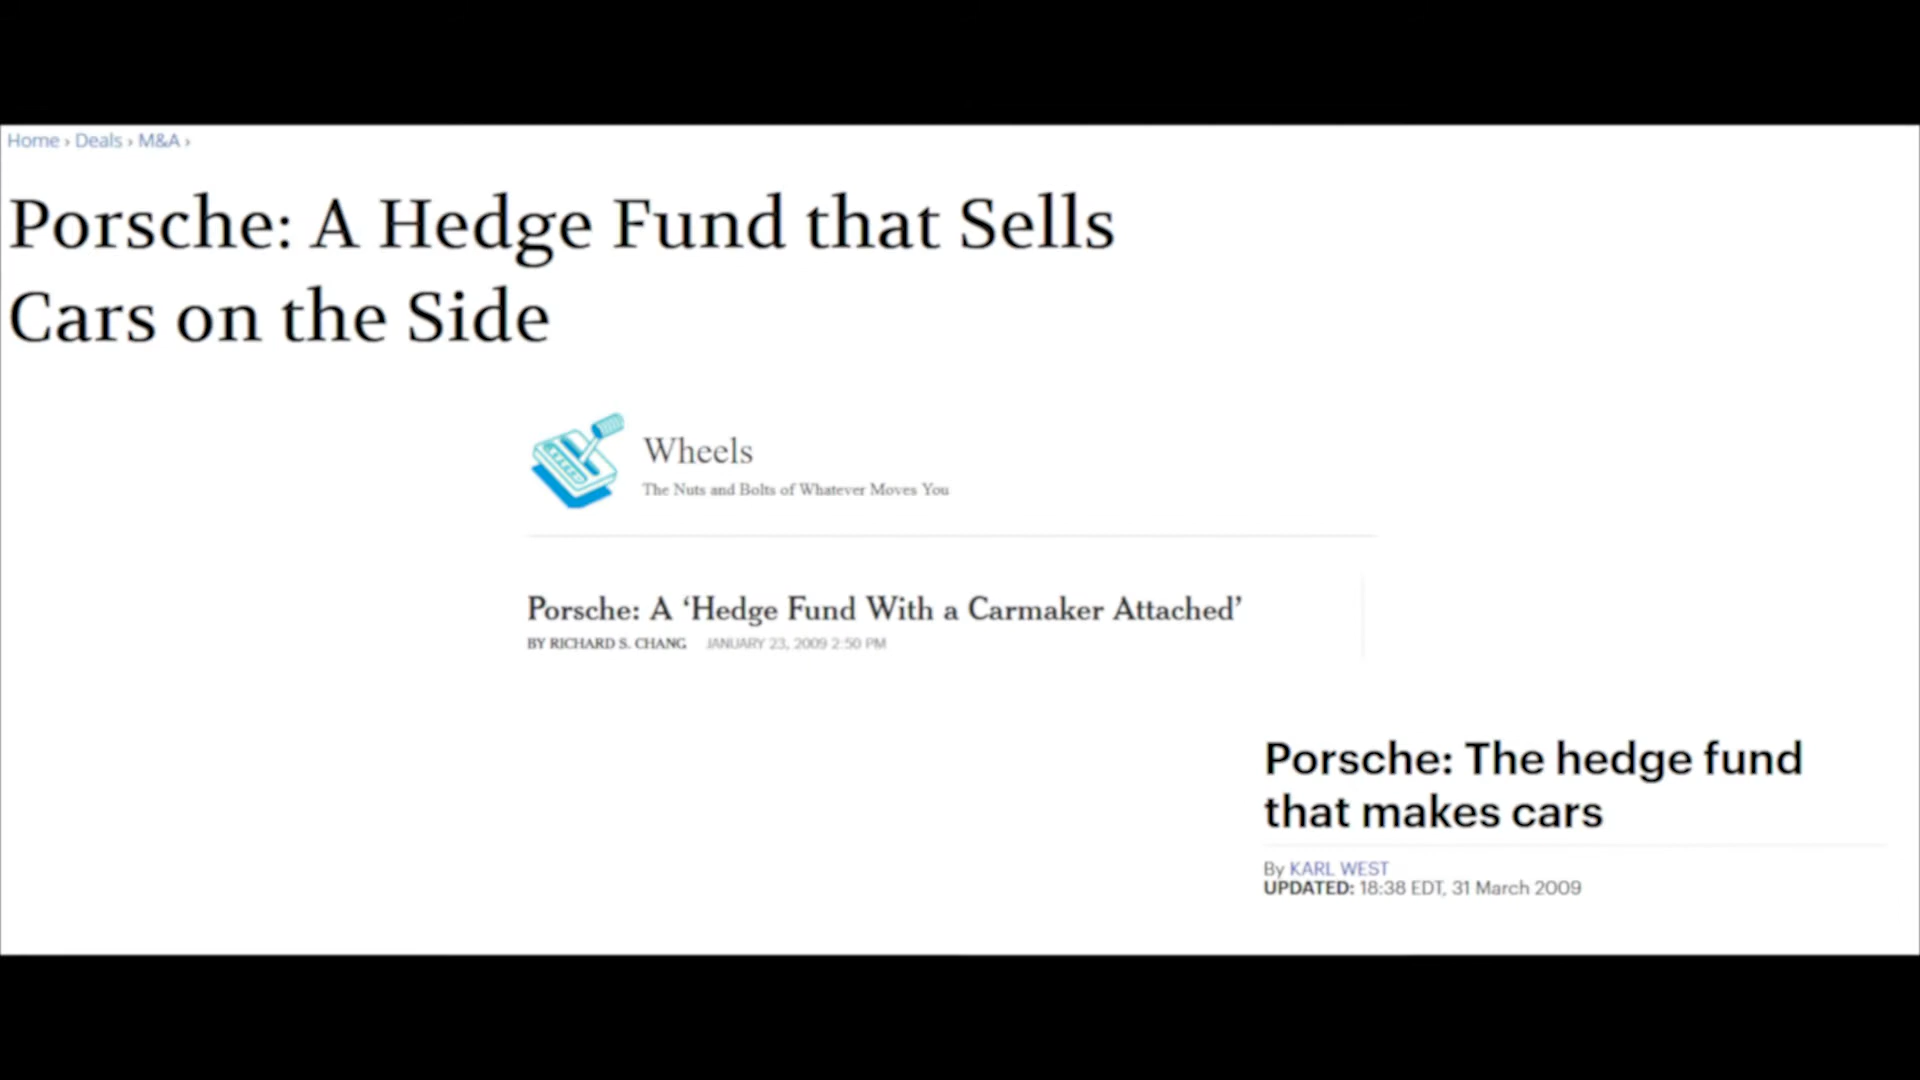 Home › Deals › M&A ›
Porsche: A Hedge Fund that Sells
Cars on the Side
Wheels
The Nuts and Bolts of Whatever Moves You
Porsche: A ‘Hedge Fund With a Carmaker Attached’
BY RICHARD S. CHANG JANUARY 23, 2009 2:50 PM
Porsche: The hedge fund
that makes cars
By KARL WEST
UPDATED: 18:38 EDT, 31 March 2009